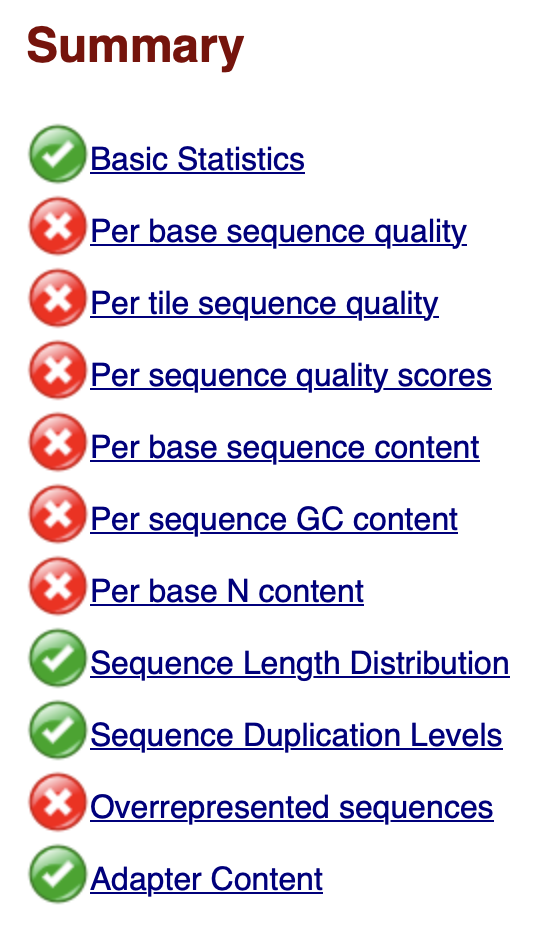 Summary
Basic Statistics
Per base sequence quality
Per tile sequence quality
Per sequence quality scores
Per base sequence content
Per sequence GC content
Per base N content
Sequence Length Distribution
Sequence Duplication Levels
Overrepresented sequences
Adapter Content